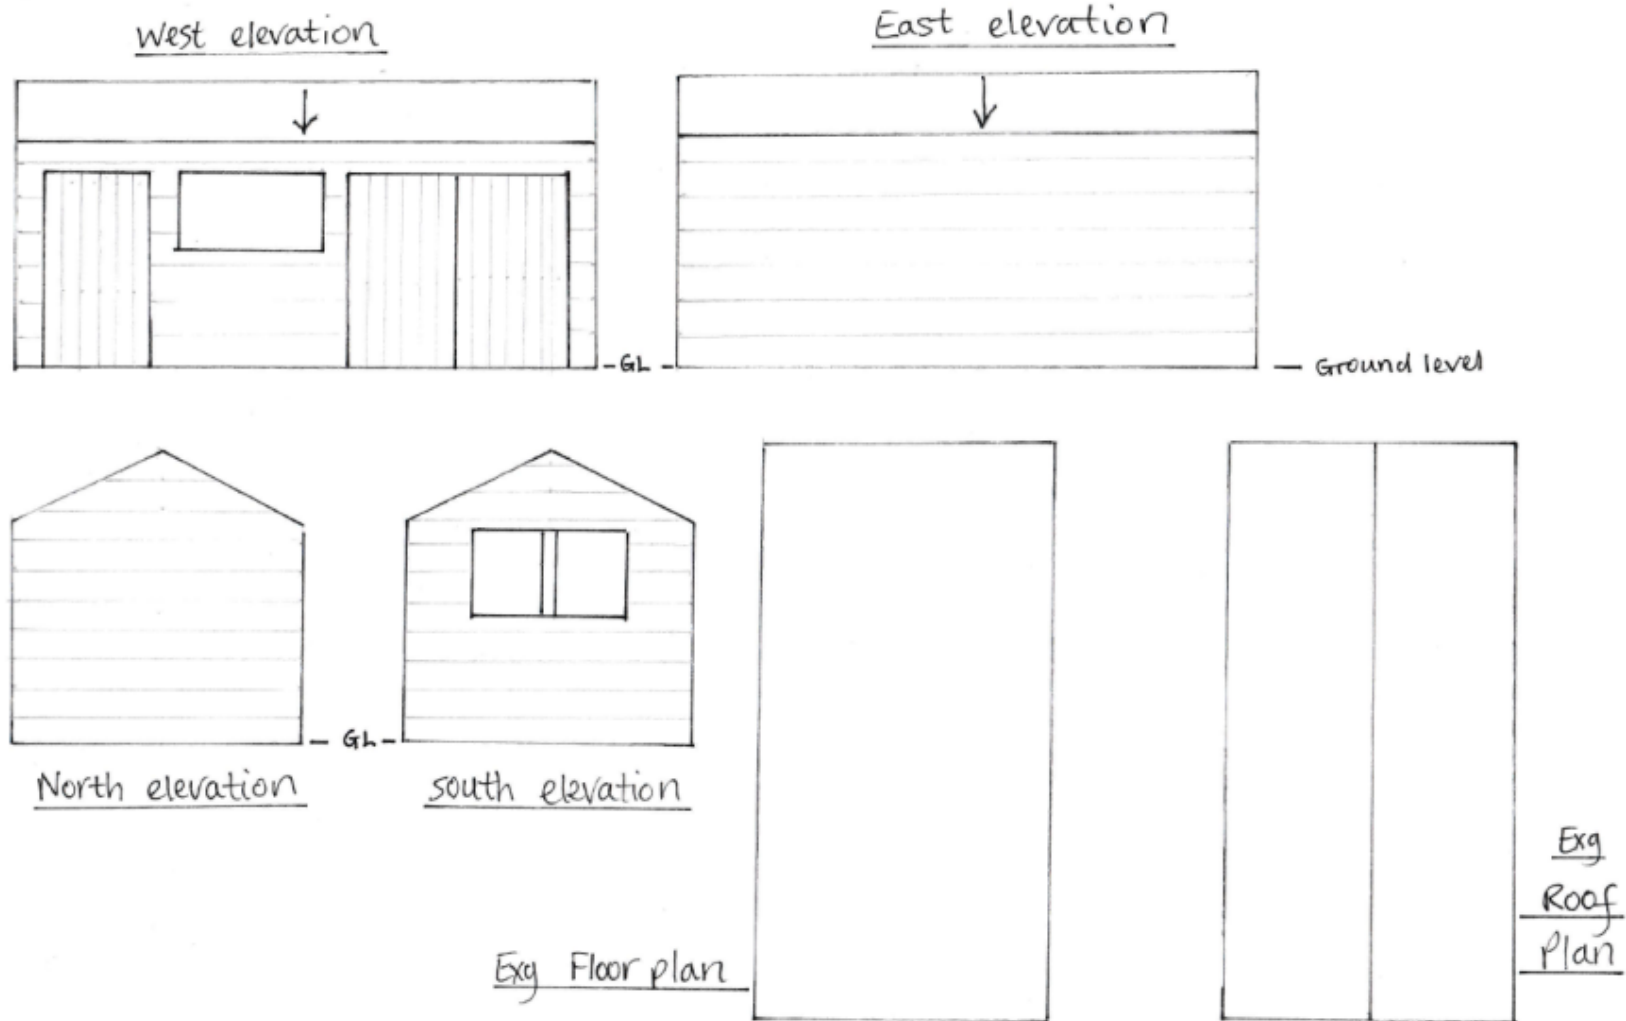 West elevation
East elevation
GL
Ground level
GL
North elevation
south elevation
Exg Floor plan
Exg
Roof
Plan